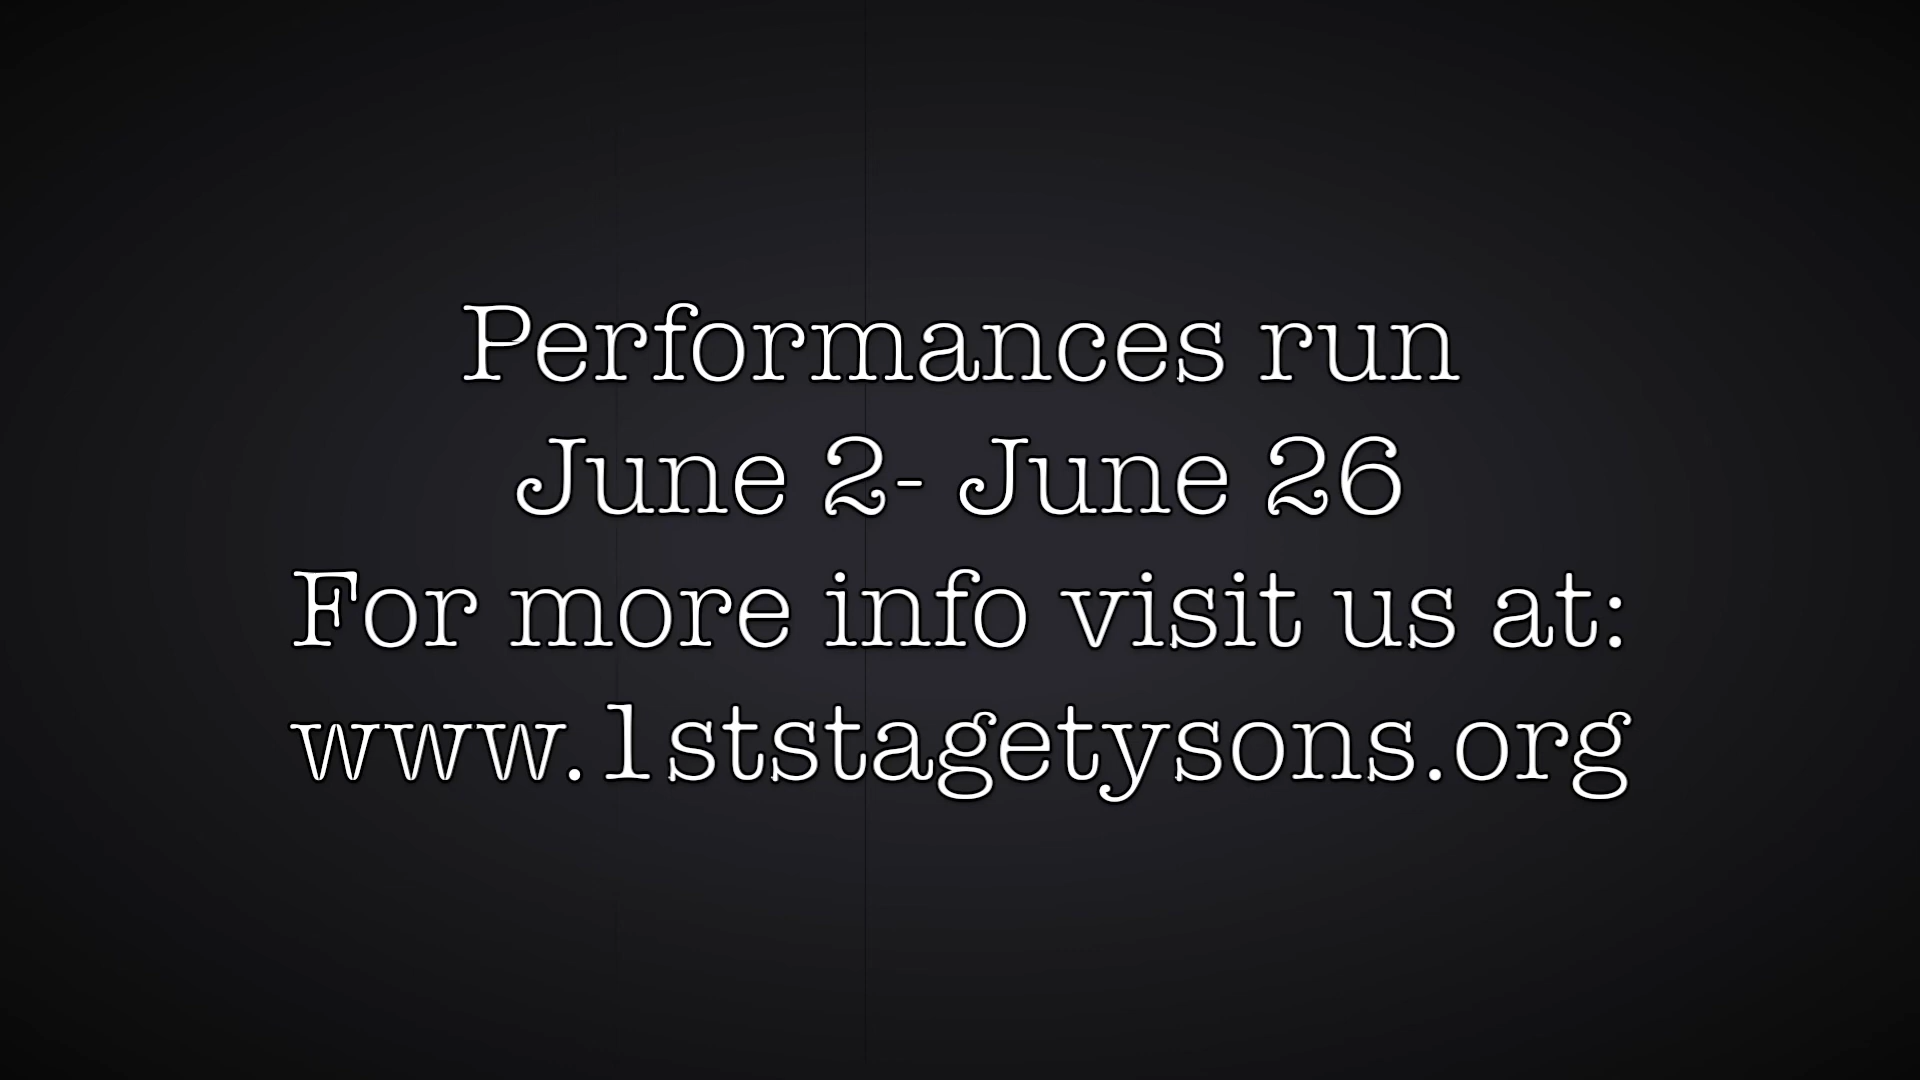 Performances run
June 2- June 26
For more info visit us at:
www.1ststagetysons.org